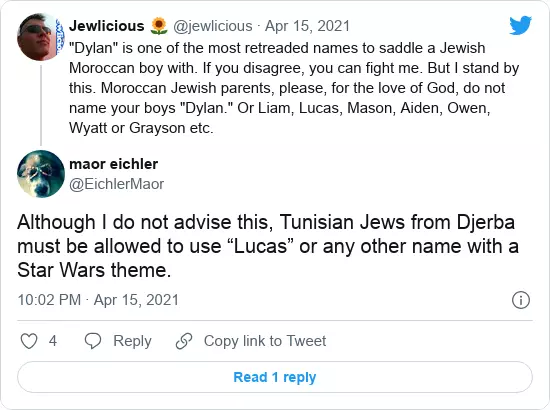 Jewlicious 🌻 @jewlicious · Apr 15, 2021
"Dylan" is one of the most retreaded names to saddle a Jewish
Moroccan boy with. If you disagree, you can fight me. But I stand by
this. Moroccan Jewish parents, please, for the love of God, do not
name your boys "Dylan." Or Liam, Lucas, Mason, Aiden, Owen,
Wyatt or Grayson etc.
maor eichler
@EichlerMaor
Although I do not advise this, Tunisian Jews from Djerba
must be allowed to use “Lucas” or any other name with a
Star Wars theme.
10:02 PM · Apr 15, 2021
4 Reply Copy link to Tweet
Read 1 reply